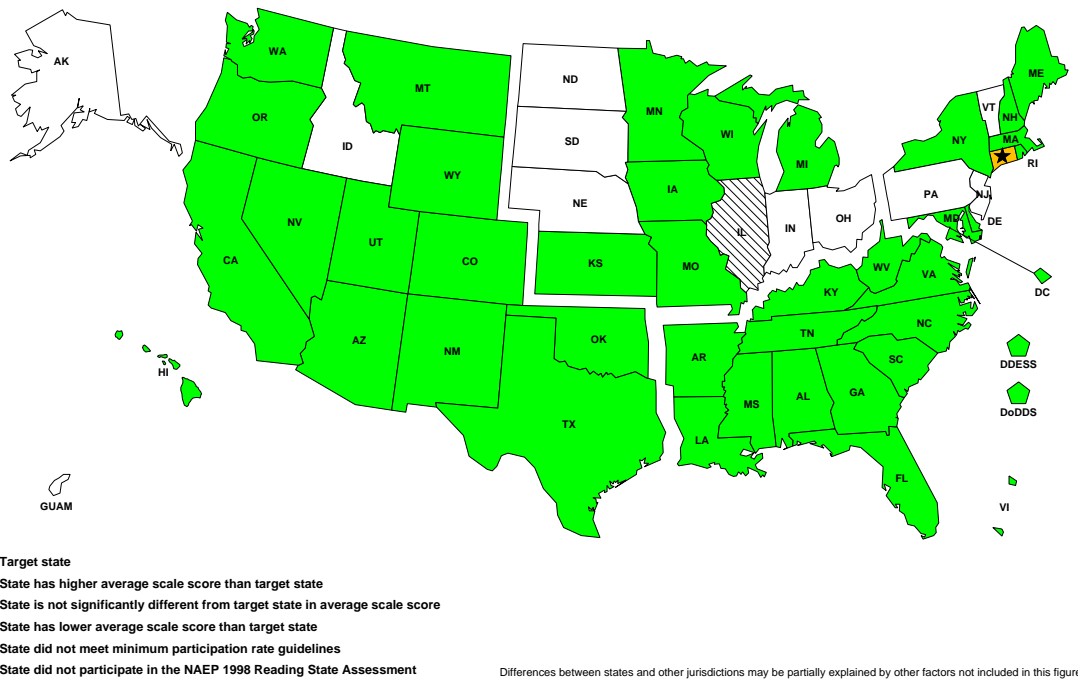 AK
WA
MT
ND
MN
ME
VT
NH
OR
ID
SD
WI
NY
MA
MI
RI
WY
IA
NE
PA
NJ
NV
UT
CO
IL
IN
OH
MD
DE
CA
KS
MO
WV
VA
KY
DC
AZ
NM
OK
AR
TN
NC
SC
DDESS
HI
TX
MS
AL
GA
DoDDS
LA
FL
GUAM
VI
Target state
State has higher average scale score than target state
State is not significantly different from target state in average scale score
State has lower average scale score than target state
State did not meet minimum participation rate guidelines
State did not participate in the NAEP 1998 Reading State Assessment
Differences between states and other jurisdictions may be partially explained by other factors not included in this figure